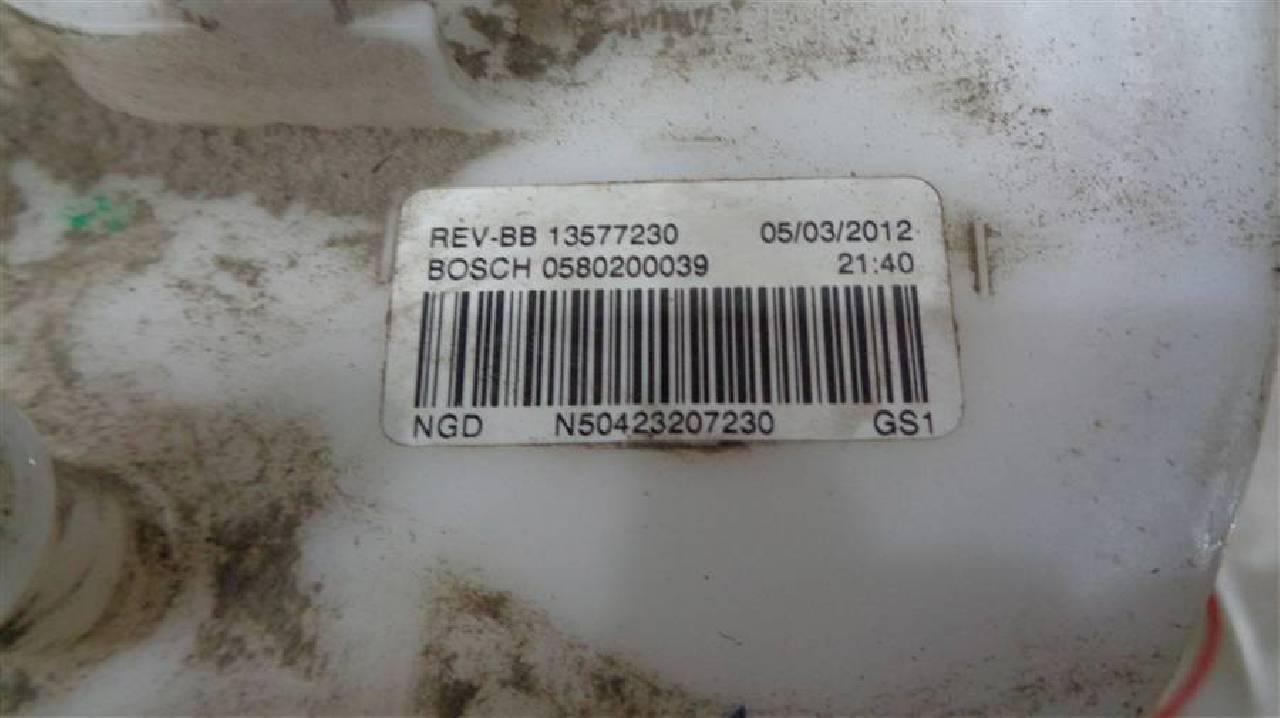 REV-BB 13577230 05/03/2012
BOSCH 0580200039 21:40
NGD N50423207230 GS1